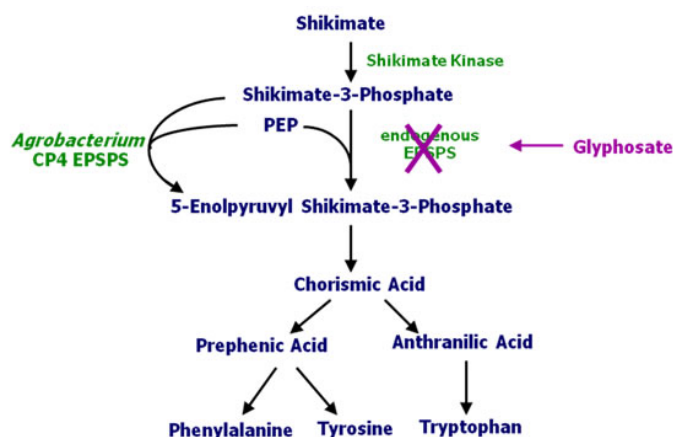 Shikimate
Shikimate Kinase
Shikimate-3-Phosphate
PEP
Agrobacterium
CP4 EPSPS
endogenous
EPSPS
Glyphosate
5-Enolpyruvyl Shikimate-3-Phosphate
Chorismic Acid
Prephenic Acid
Anthranilic Acid
Phenylalanine
Tyrosine
Tryptophan